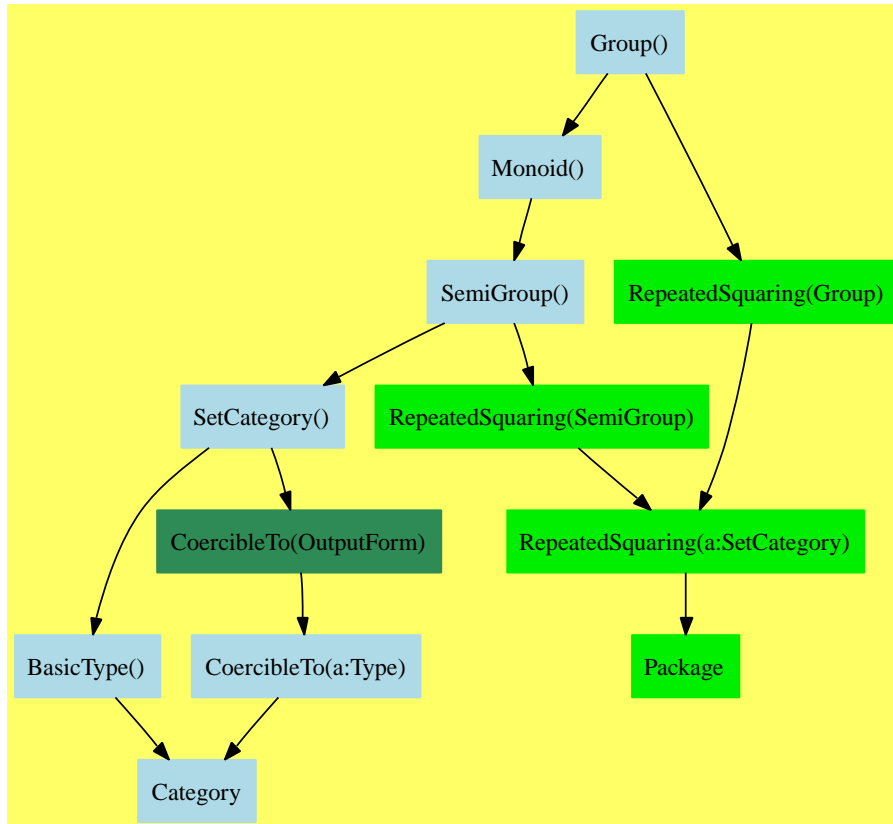 Group()
Monoid()
SemiGroup()
RepeatedSquaring(Group)
SetCategory()
RepeatedSquaring(SemiGroup)
CoercibleTo(OutputForm)
RepeatedSquaring(a:SetCategory)
BasicType()
CoercibleTo(a:Type)
Package
Category